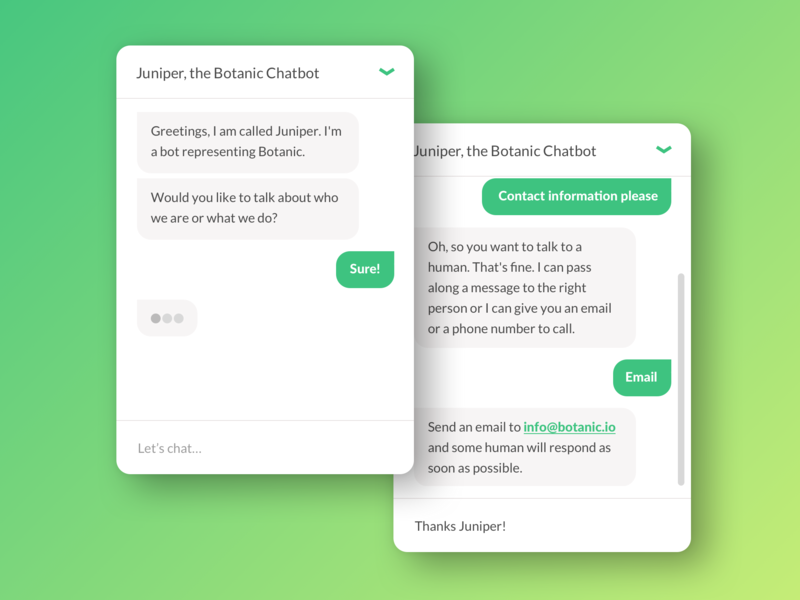 Juniper, the Botanic Chatbot
Greetings, I am called Juniper. I'm
a bot representing Botanic.
Would you like to talk about who
we are or what we do?
Sure!
Let's chat...
Juniper, the Botanic Chatbot
Contact information please
Oh, so you want to talk to a
human. That's fine. I can pass
along a message to the right
person or I can give you an email
or a phone number to call.
Email
Send an email to info@botanic.io
and some human will respond as
soon as possible.
Thanks Juniper!